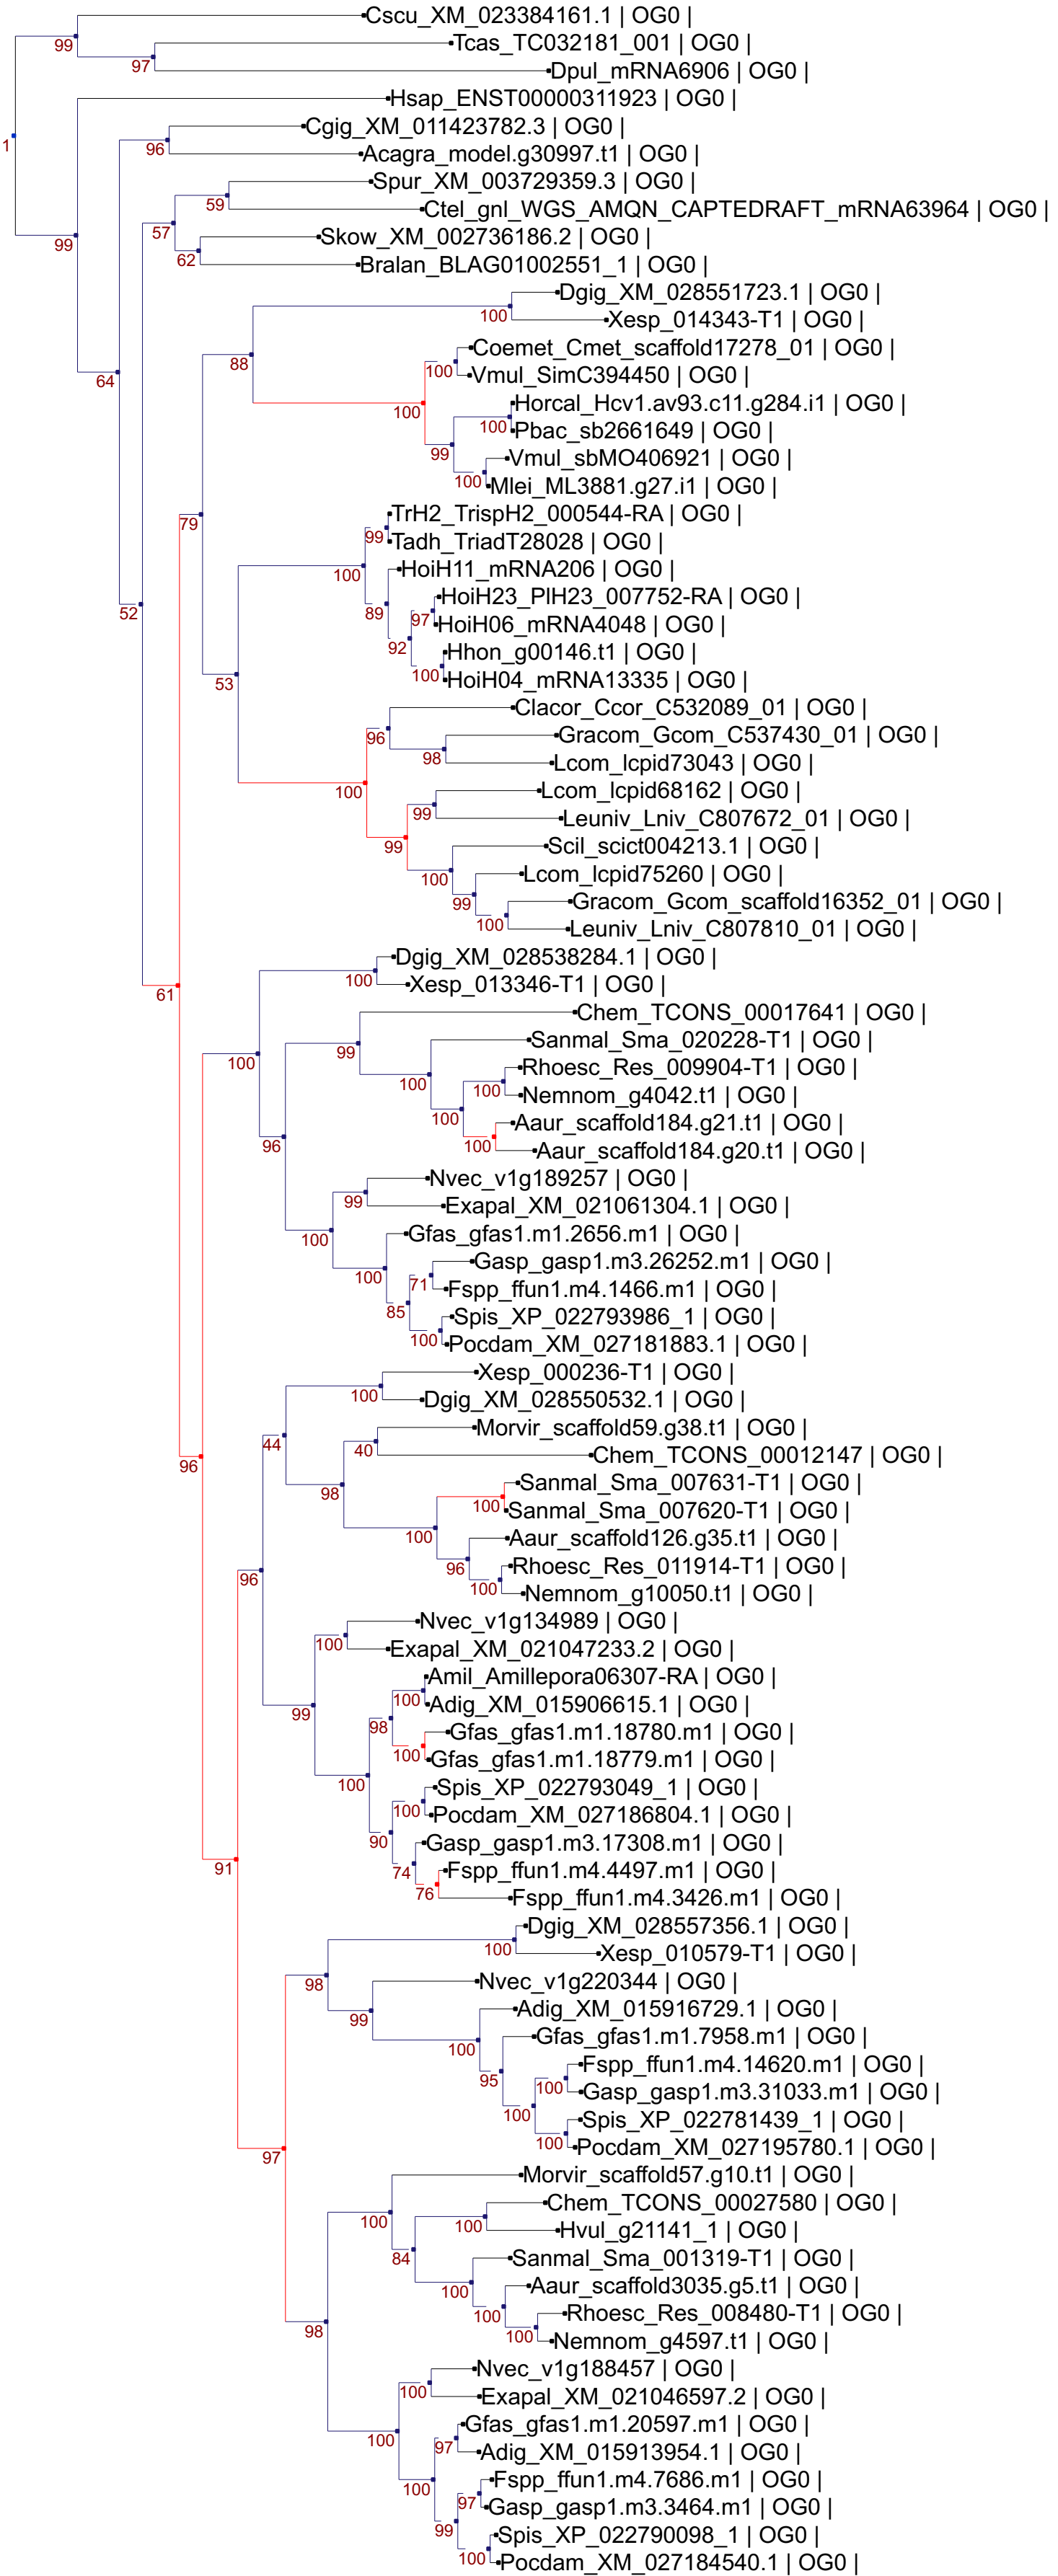 Cscu_XM_023384161.1 | OG0 |
99
Tcas_TC032181_001 | OG0 |
97
Dpul_mRNA6906 | OG0 |
Hsap_ENST00000311923 | OG0 |
Cgig_XM_011423782.3 | OG0 |
1
96
Acagra_model.g30997.t1 | OG0 |
Spur_XM_003729359.3 | OG0 |
59
Ctel_gnl_WGS_AMQN_CAPTEDRAFT_mRNA63964 | OG0 |
57
99
Skow_XM_002736186.2 | OG0 |
62
Bralan_BLAG01002551_1 | OG0 |
Dgig_XM_028551723.1 | OG0 |
100
Xesp_014343-T1 | OG0 |
Coemet_Cmet_scaffold17278_01 | OG0 |
88
100
64
Vmul_SimC394450 | OG0 |
Horcal_Hcv1.av93.c11.g284.i1 | OG0 |
100
100
Pbac_sb2661649 | OG0 |
99
Vmul_sbMO406921 | OG0 |
100
Mlei_ML3881.g27.i1 | OG0 |
TrH2_TrispH2_000544-RA | OG0 |
79
99
Tadh_TriadT28028 | OG0 |
HoiH11_mRNA206 | OG0 |
100
HoiH23_PlH23_007752-RA | OG0 |
52
89
97
HoiH06_mRNA4048 | OG0 |
92
Hhon_g00146.t1 | OG0 |
100
HoiH04_mRNA13335 | OG0 |
53
Clacor_Ccor_C532089_01 | OG0 |
96
Gracom_Gcom_C537430_01 | OG0 |
98
Lcom_lcpid73043 | OG0 |
100
Lcom_lcpid68162 | OG0 |
99
Leuniv_Lniv_C807672_01 | OG0 |
99
Scil_scict004213.1 | OG0 |
100
Lcom_lcpid75260 | OG0 |
99
Gracom_Gcom_scaffold16352_01 | OG0 |
100
Leuniv_Lniv_C807810_01 | OG0 |
Dgig_XM_028538284.1 | OG0 |
100
Xesp_013346-T1 | OG0 |
61
Chem_TCONS_00017641 | OG0 |
Sanmal_Sma_020228-T1 | OG0 |
99
100
Rhoesc_Res_009904-T1 | OG0 |
100
100
Nemnom_g4042.t1 | OG0 |
100
Aaur_scaffold184.g21.t1 | OG0 |
96
100
Aaur_scaffold184.g20.t1 | OG0 |
Nvec_v1g189257 | OG0 |
99
Exapal_XM_021061304.1 | OG0 |
100
Gfas_gfas1.m1.2656.m1 | OG0 |
Gasp_gasp1.m3.26252.m1 | OG0 |
100
71
Fspp_ffun1.m4.1466.m1 | OG0 |
85
Spis_XP_022793986_1 | OG0 |
100
Pocdam_XM_027181883.1 | OG0 |
Xesp_000236-T1 | OG0 |
100
Dgig_XM_028550532.1 | OG0 |
Morvir_scaffold59.g38.t1 | OG0 |
44
40
Chem_TCONS_00012147 | OG0 |
96
98
Sanmal_Sma_007631-T1 | OG0 |
100
Sanmal_Sma_007620-T1 | OG0 |
100
Aaur_scaffold126.g35.t1 | OG0 |
96
Rhoesc_Res_011914-T1 | OG0 |
96
100
Nemnom_g10050.t1 | OG0 |
Nvec_v1g134989 | OG0 |
100
Exapal_XM_021047233.2 | OG0 |
Amil_Amillepora06307-RA | OG0 |
99
100
Adig_XM_015906615.1 | OG0 |
98
Gfas_gfas1.m1.18780.m1 | OG0 |
100
Gfas_gfas1.m1.18779.m1 | OG0 |
100
Spis_XP_022793049_1 | OG0 |
100
Pocdam_XM_027186804.1 | OG0 |
90
Gasp_gasp1.m3.17308.m1 | OG0 |
91
74
Fspp_ffun1.m4.4497.m1 | OG0 |
76
Fspp_ffun1.m4.3426.m1 | OG0 |
Dgig_XM_028557356.1 | OG0 |
100
Xesp_010579-T1 | OG0 |
98
Nvec_v1g220344 | OG0 |
Adig_XM_015916729.1 | OG0 |
99
Gfas_gfas1.m1.7958.m1 | OG0 |
100
Fspp_ffun1.m4.14620.m1 | OG0 |
95
100
Gasp_gasp1.m3.31033.m1 | OG0 |
100
Spis_XP_022781439_1 | OG0 |
100
Pocdam_XM_027195780.1 | OG0 |
97
Morvir_scaffold57.g10.t1 | OG0 |
Chem_TCONS_00027580 | OG0 |
100
100
Hvul_g21141_1 | OG0 |
84
Sanmal_Sma_001319-T1 | OG0 |
100
Aaur_scaffold3035.g5.t1 | OG0 |
100
Rhoesc_Res_008480-T1 | OG0 |
98
100
Nemnom_g4597.t1 | OG0 |
Nvec_v1g188457 | OG0 |
100
Exapal_XM_021046597.2 | OG0 |
Gfas_gfas1.m1.20597.m1 | OG0 |
100
97
Adig_XM_015913954.1 | OG0 |
100
Fspp_ffun1.m4.7686.m1 | OG0 |
97
Gasp_gasp1.m3.3464.m1 | OG0 |
99
Spis_XP_022790098_1 | OG0 |
100
Pocdam_XM_027184540.1 | OG0 |